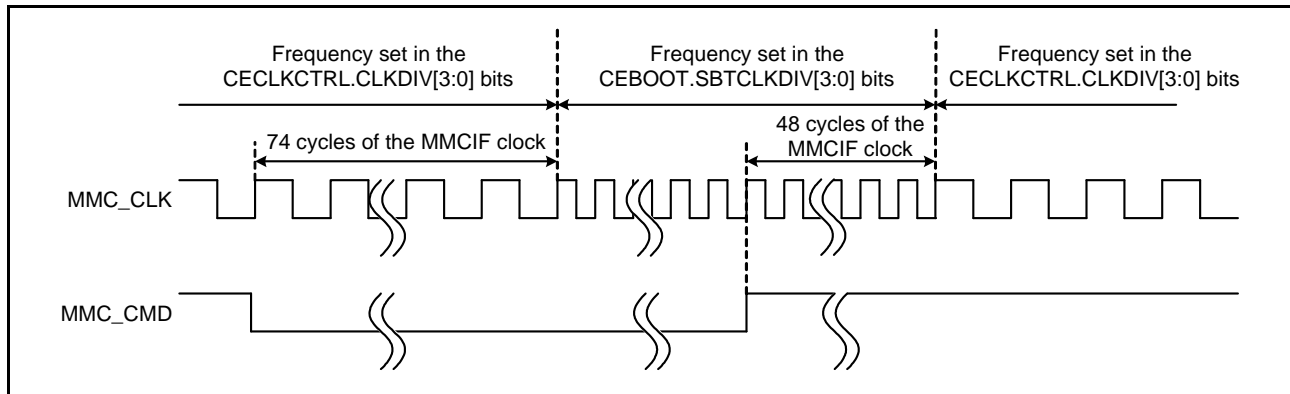 Frequency set in the
CECLKCTRL.CLKDIV[3:0] bits
Frequency set in the
CEBOOT.SBTCLKDIV[3:0] bits
Frequency set in the
CECLKCTRL.CLKDIV[3:0] bits
74 cycles of the MMCIF clock
48 cycles of the
MMCIF clock
MMC_CLK
MMC_CMD